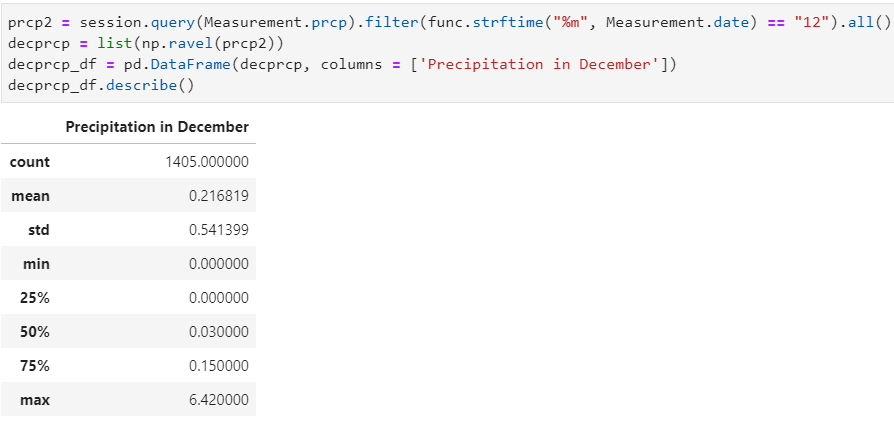 prcp2 = session.query(Measurement.prcp).filter(func.strftime("%m", Measurement.date) == "12").all()
decprcp = list(np.ravel(prcp2))
decprcp_df = pd.DataFrame(decprcp, columns = ['Precipitation in December'])
decprcp_df.describe()
Precipitation in December
count 1405.000000
mean 0.216819
std 0.541399
min 0.000000
25% 0.000000
50% 0.030000
75% 0.150000
max 6.420000